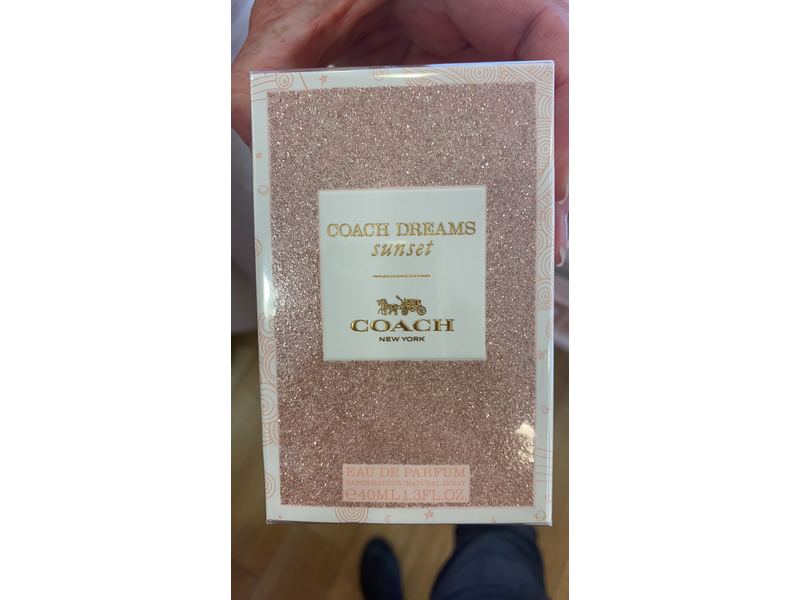 COACH DREAMS
sunset
COACH
NEW YORK
EAU DE PARFUM
VAPORISATEUR/NATURAL SPRAY
℮40ML 1.3FL.OZ.